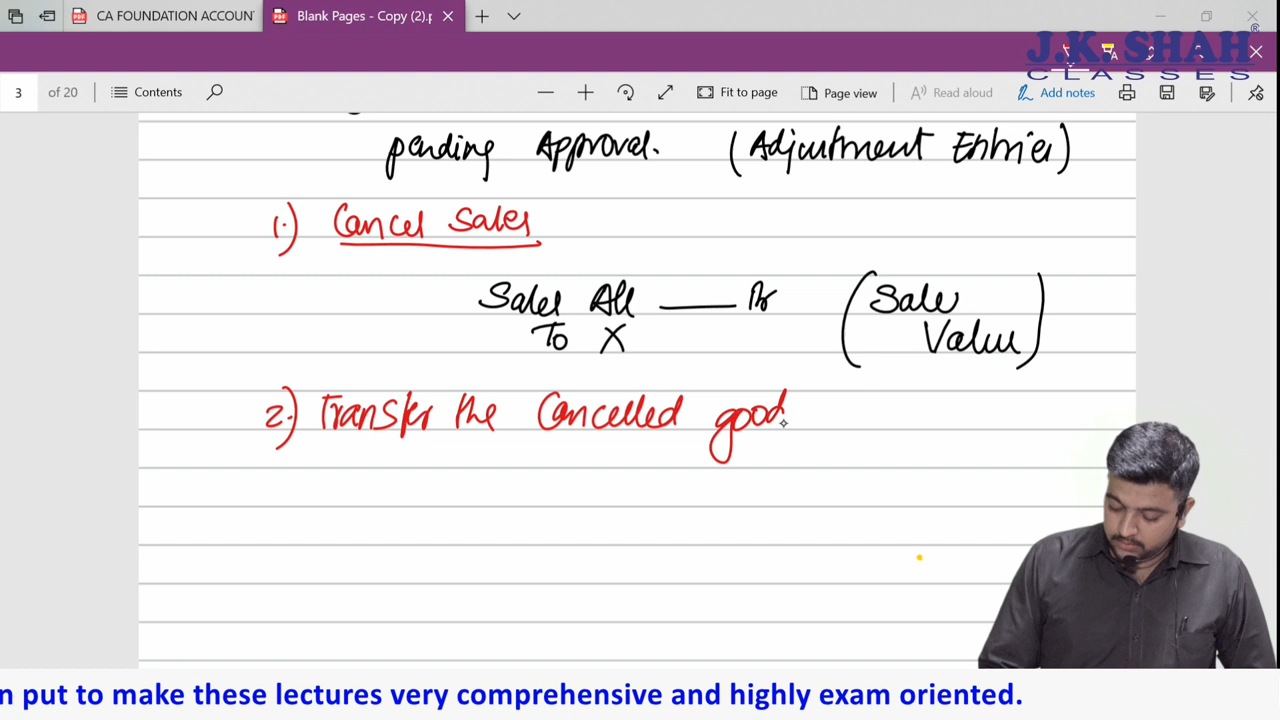 CA FOUNDATION ACCOUN
Blank Pages - Copy (2).p
J.K. SHAH®
CLASSES
3 of 20 Contents Fit to page Page view Read aloud Add notes
pending Approval. (Adjustment Entries)
1.) Cancel Sales
Sales A/c —— Dr (Sale
To X Value)
2.) Transfer the Cancelled good
n put to make these lectures very comprehensive and highly exam oriented.